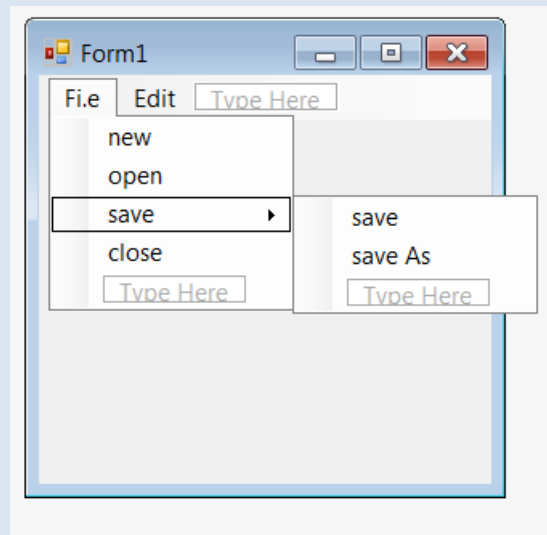 Form1
Fi.e Edit Type Here
new
open
save
close
Type Here
save
save As
Type Here